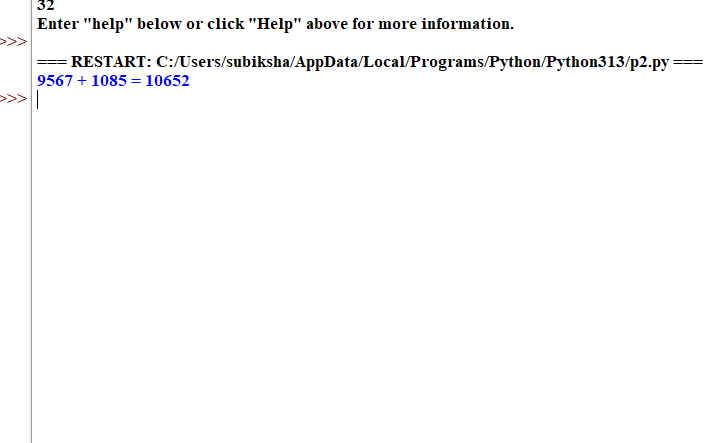 32
Enter "help" below or click "Help" above for more information.
>>>
=== RESTART: C:/Users/subiksha/AppData/Local/Programs/Python/Python313/p2.py ===
9567 + 1085 = 10652
>>>